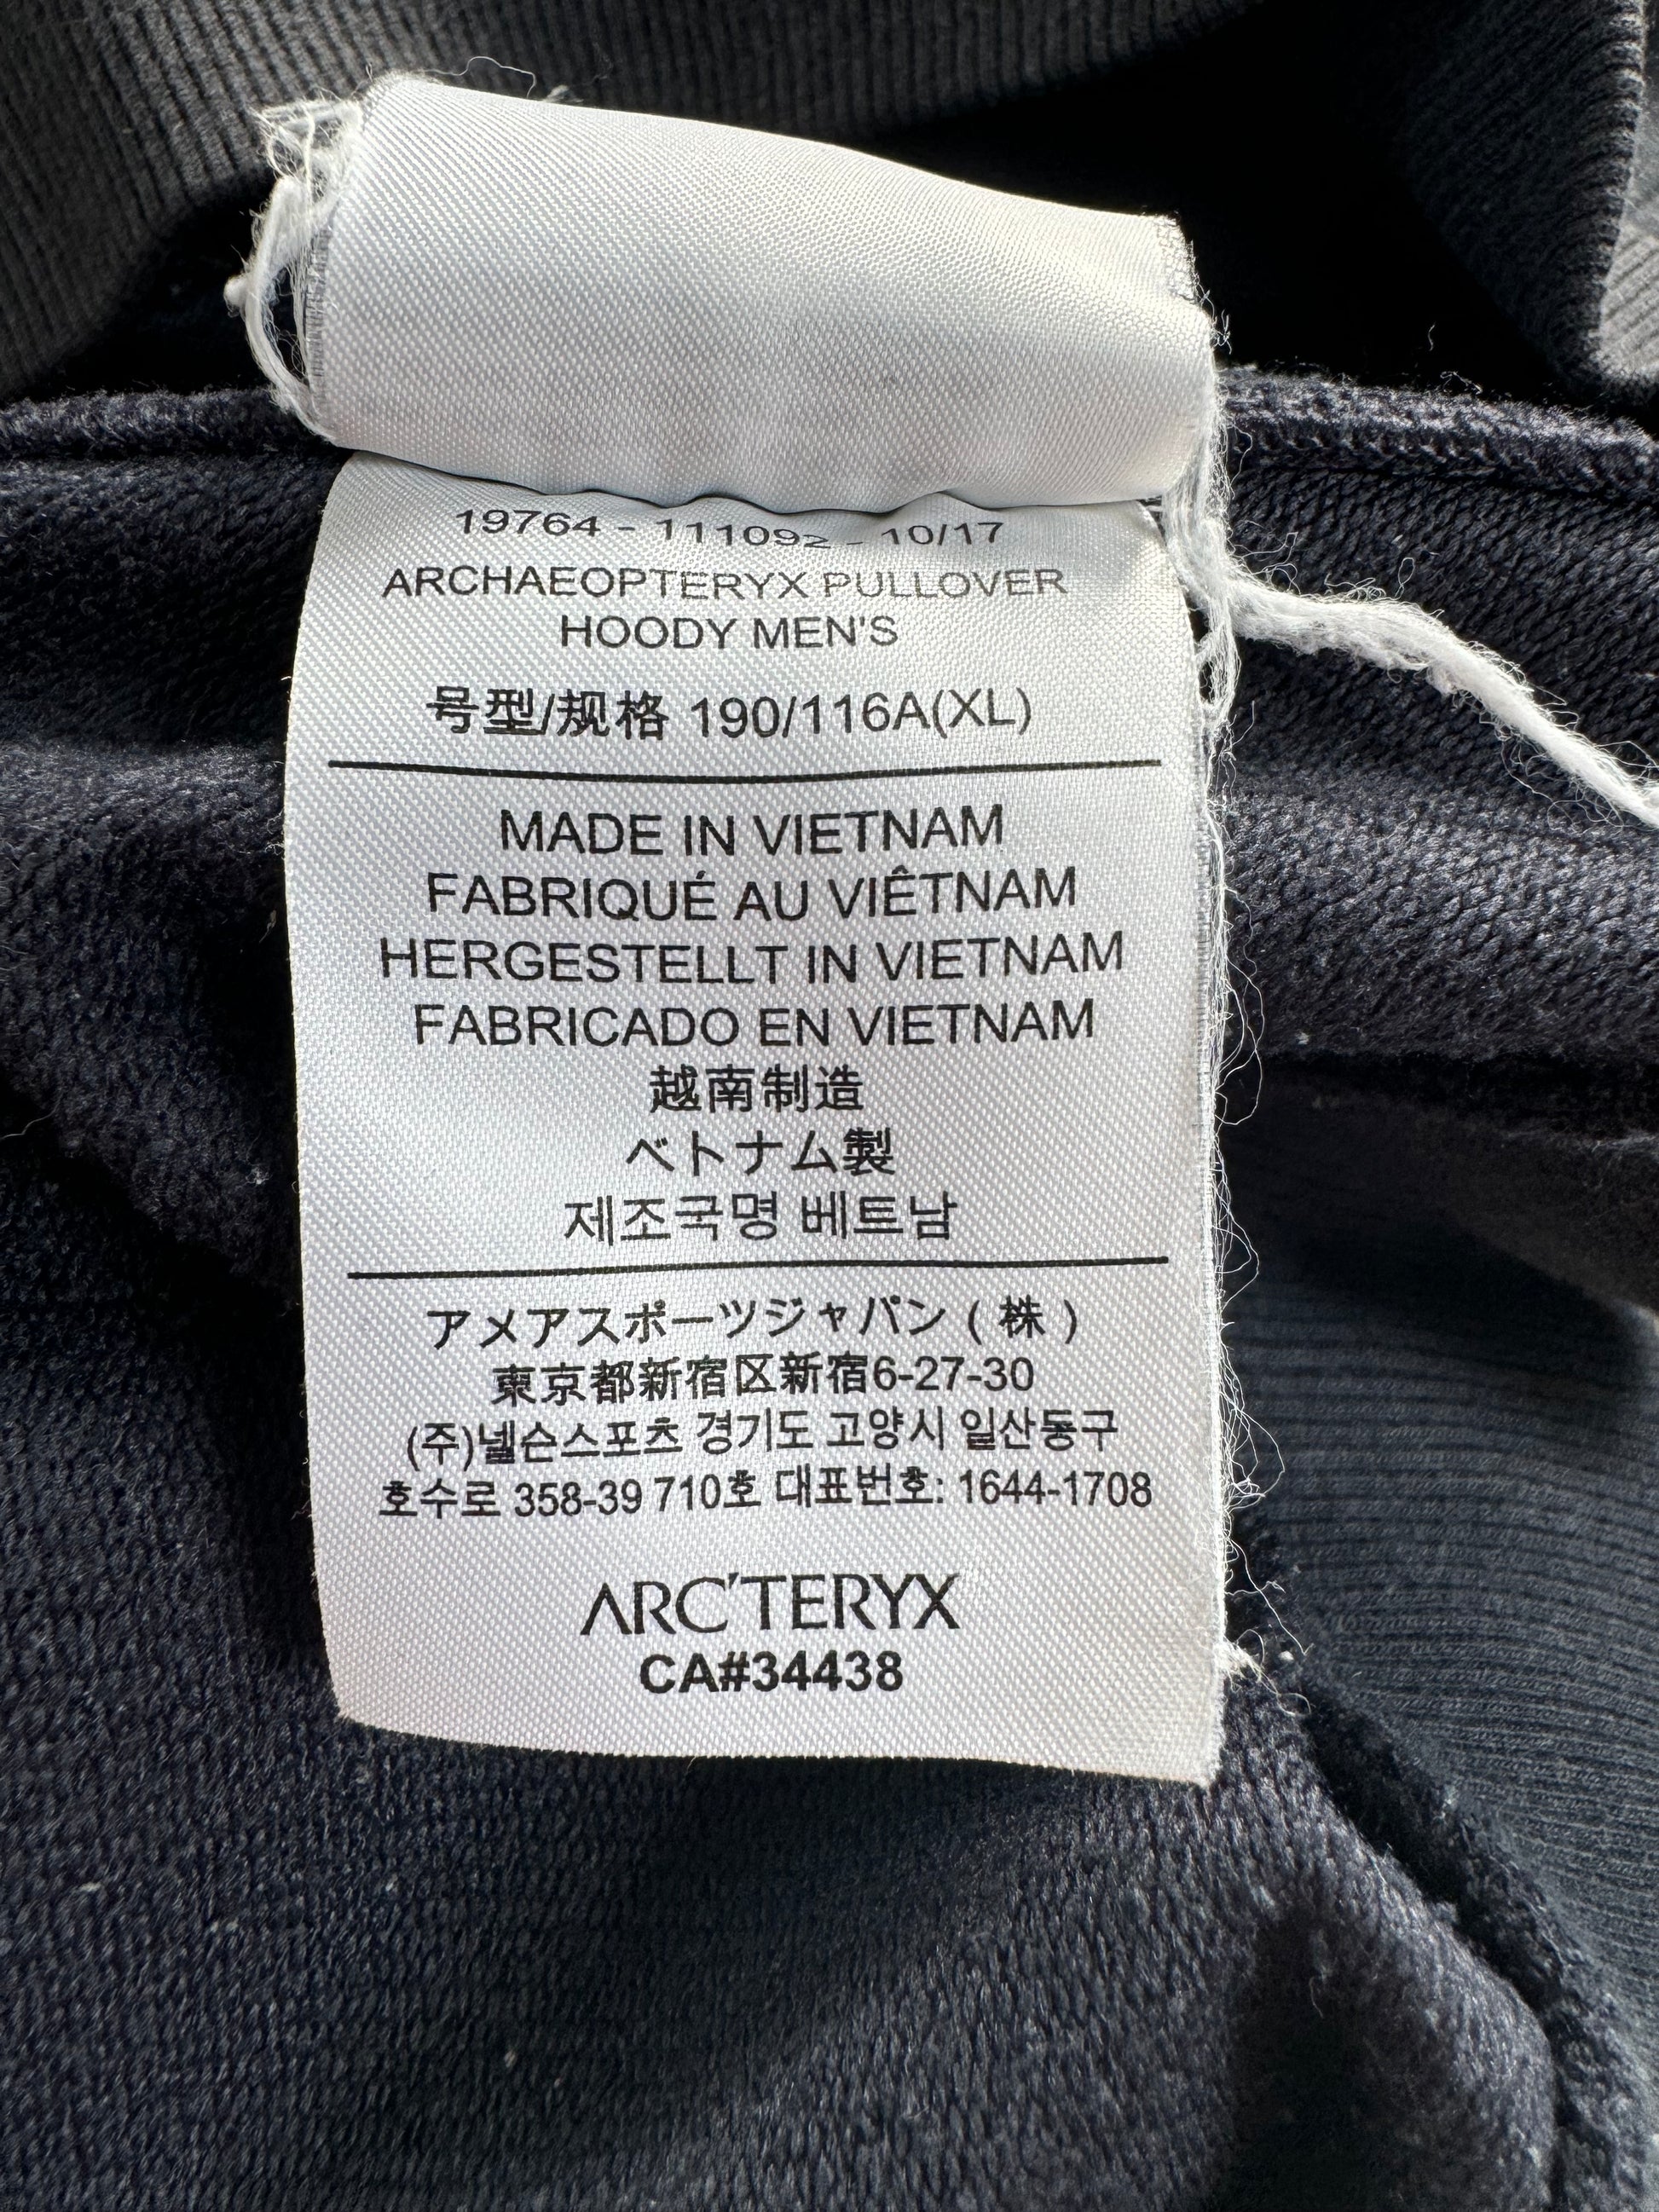 19764 - 111092 - 10/17
ARCHAEOPTERYX PULLOVER
HOODY MEN'S
号型/规格 190/116A(XL)
MADE IN VIETNAM
FABRIQUÉ AU VIÊTNAM
HERGESTELLT IN VIETNAM
FABRICADO EN VIETNAM
越南制造
ベトナム製
제조국명 베트남
アメアスポーツジャパン ( 株 )
東京都新宿区新宿6-27-30
(주)넬슨스포츠 경기도 고양시 일산동구
호수로 358-39 710호 대표번호: 1644-1708
ARC'TERYX
CA#34438